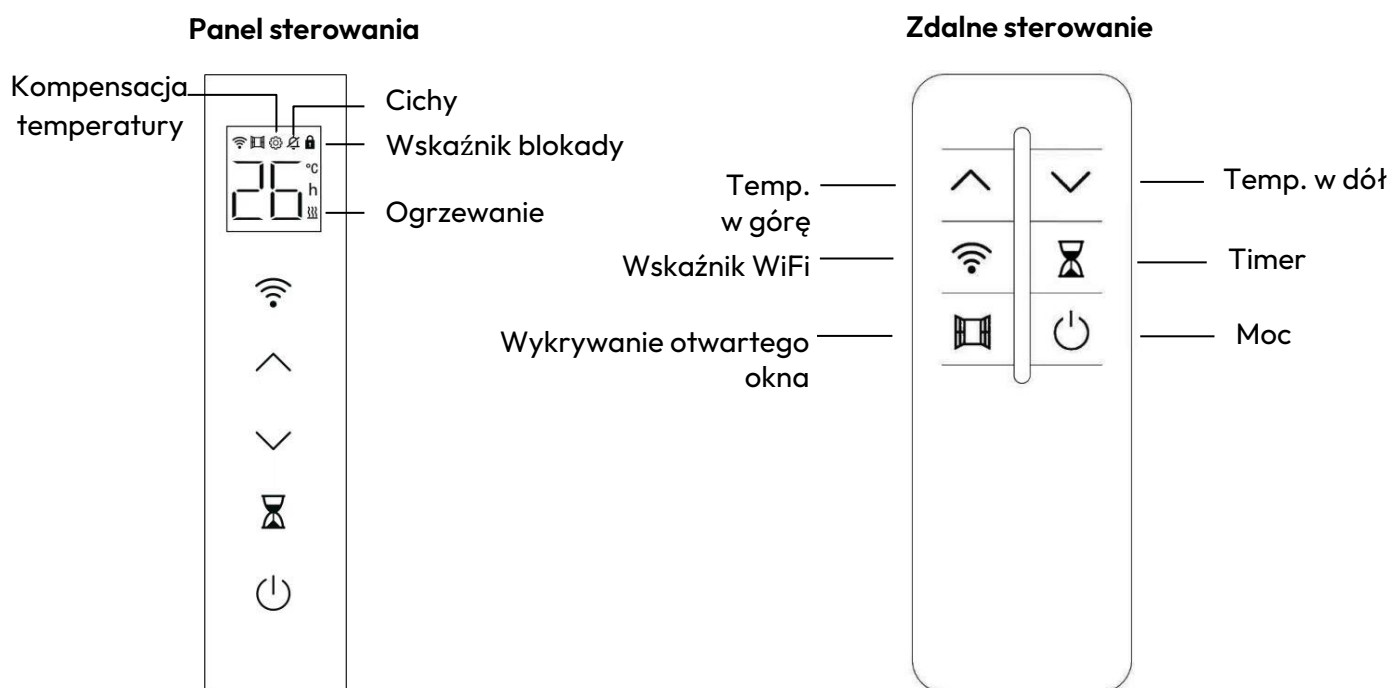 Panel sterowania
Kompensacja
temperatury
Cichy
Wskaźnik blokady
Ogrzewanie
26
°C
h
Zdalne sterowanie
Temp.
w górę
Temp. w dół
Wskaźnik WiFi
Timer
Wykrywanie otwartego
okna
Moc